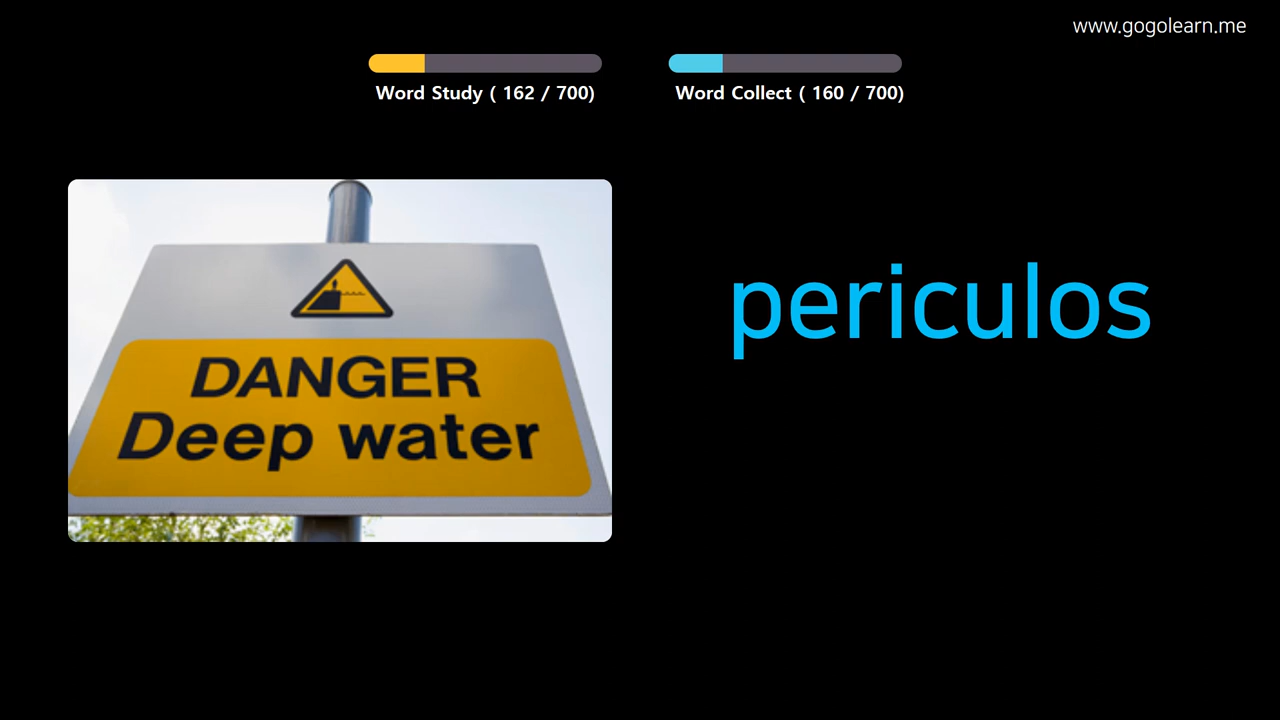 www.gogolearn.me
Word Study ( 162 / 700)
Word Collect ( 160 / 700)
periculos
DANGER
Deep water